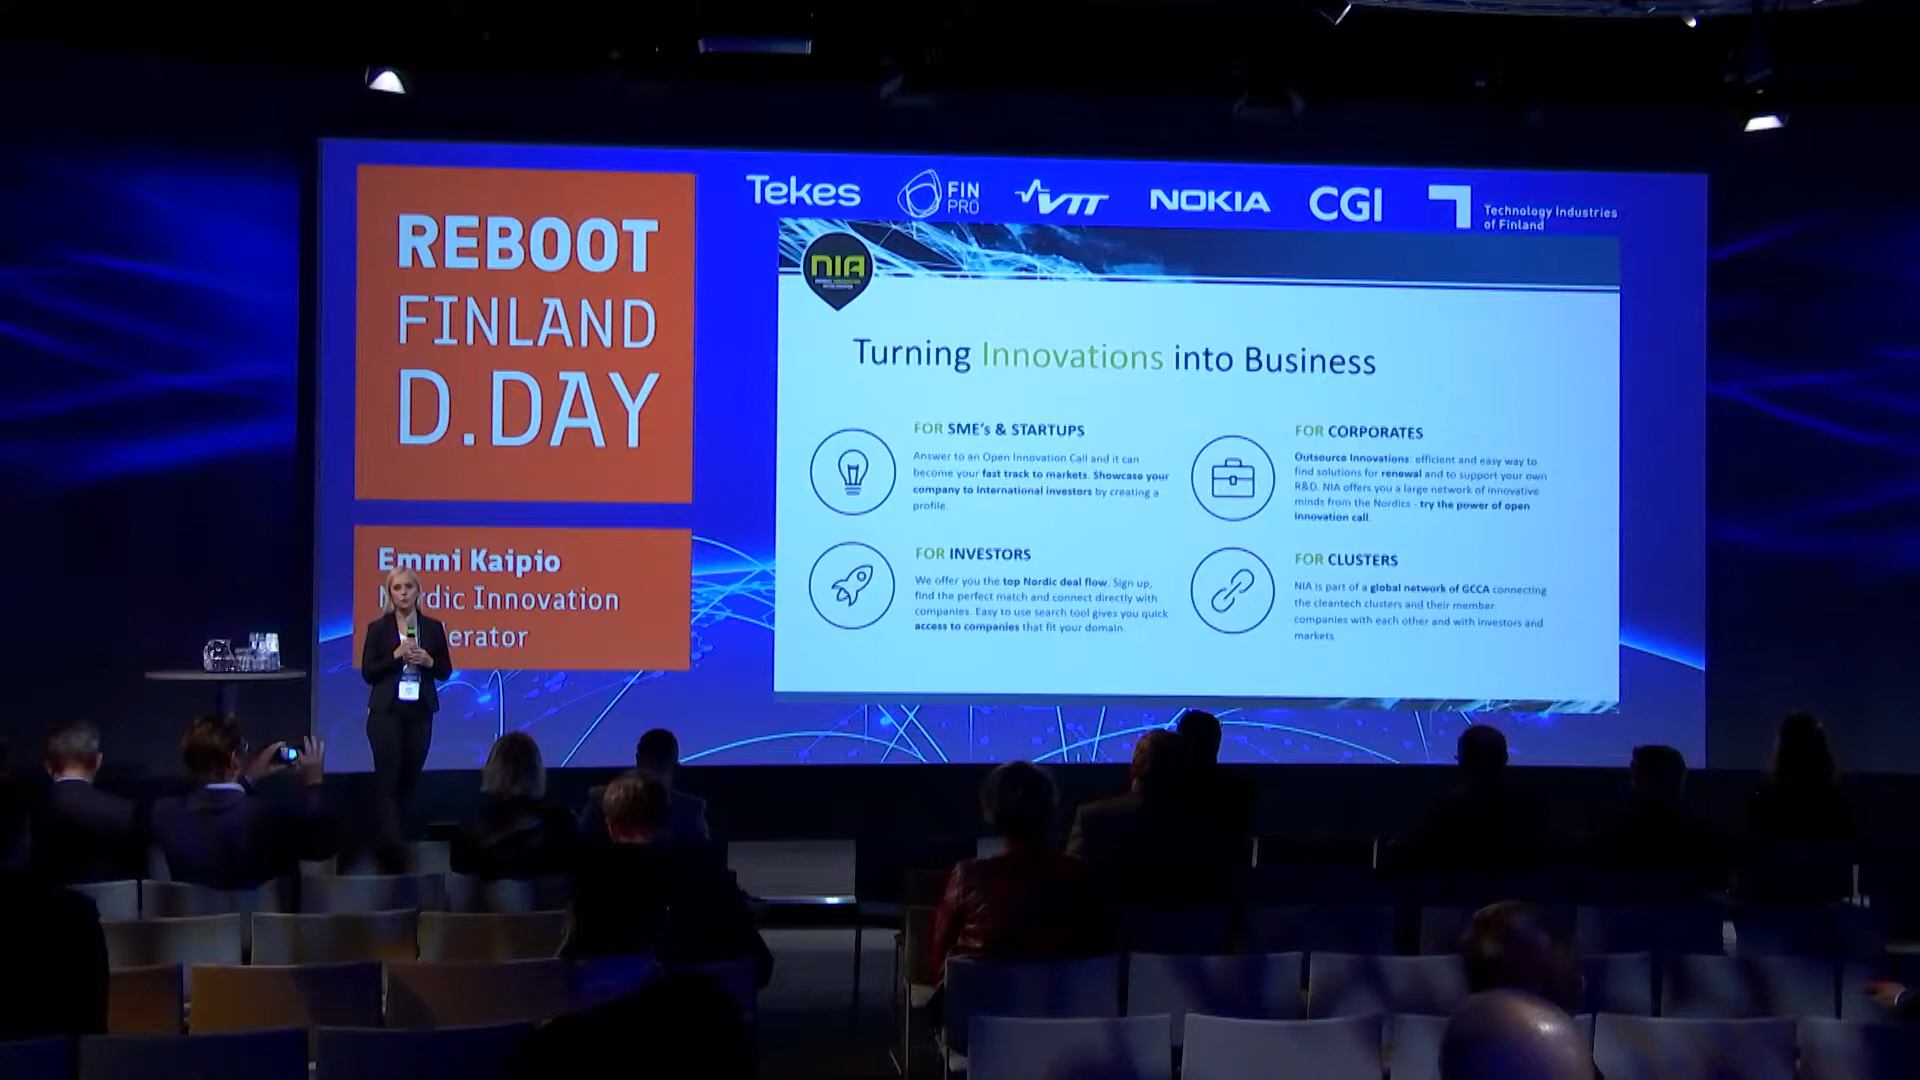 REBOOT
FINLAND
D.DAY
Emmi Kaipio
Nordic Innovation
erator
Tekes
FIN
PRO
VTT
NOKIA
CGI
Technology Industries
of Finland
NIA
Turning Innovations into Business
FOR SME's & STARTUPS
Answer to an Open Innovation Call and it can
become your fast track to markets. Showcase your
company to international investors by creating a
profile.
FOR CORPORATES
Outsource Innovations: efficient and easy way to
find solutions for renewal and to support your own
R&D. NIA offers you a large network of innovative
minds from the Nordics - try the power of open
innovation call.
FOR INVESTORS
We offer you the top Nordic deal flow. Sign up,
find the perfect match and connect directly with
companies. Easy to use search tool gives you quick
access to companies that fit your domain.
FOR CLUSTERS
NIA is part of a global network of GCCA connecting
the cleantech clusters and their member
companies with each other and with investors and
markets.